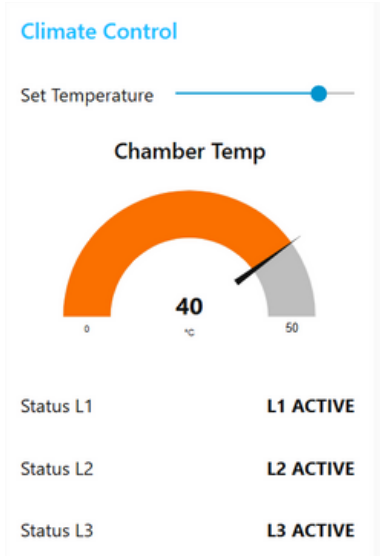 Climate Control
Set Temperature
Chamber Temp
40
0 °C 50
Status L1 L1 ACTIVE
Status L2 L2 ACTIVE
Status L3 L3 ACTIVE